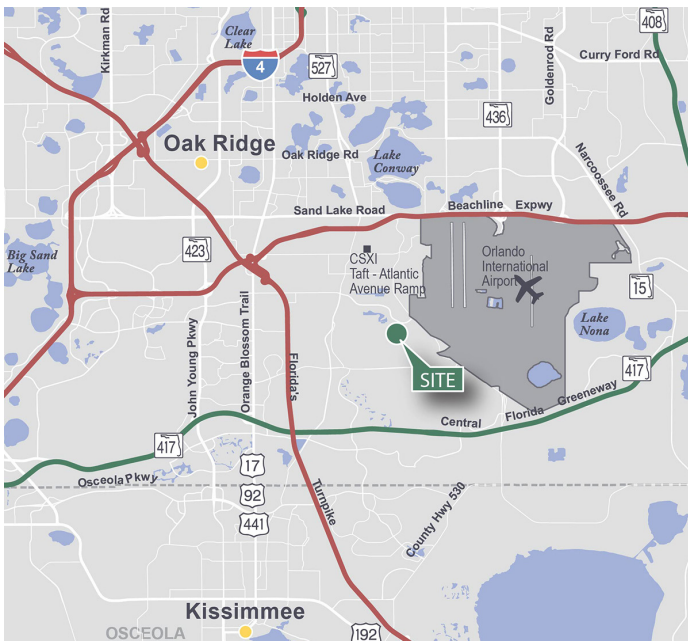 Kirkman Rd
Clear
Lake
4
527
408
Curry Ford Rd
Goldenrod Rd
Holden Ave
436
Oak Ridge
Oak Ridge Rd
Lake
Conway
Narcoossee Rd
Sand Lake Road
Beachline Expwy
Big Sand
Lake
423
CSXI
Taft - Atlantic
Avenue Ramp
Orlando
International
Airport
15
Lake
Nona
John Young Pkwy
Orange Blossom Trail
Florida's
SITE
417
Central Florida Greeneway
417
Osceola Pkwy
17
92
441
Turnpike
County Hwy 530
Kissimmee
OSCEOLA
192